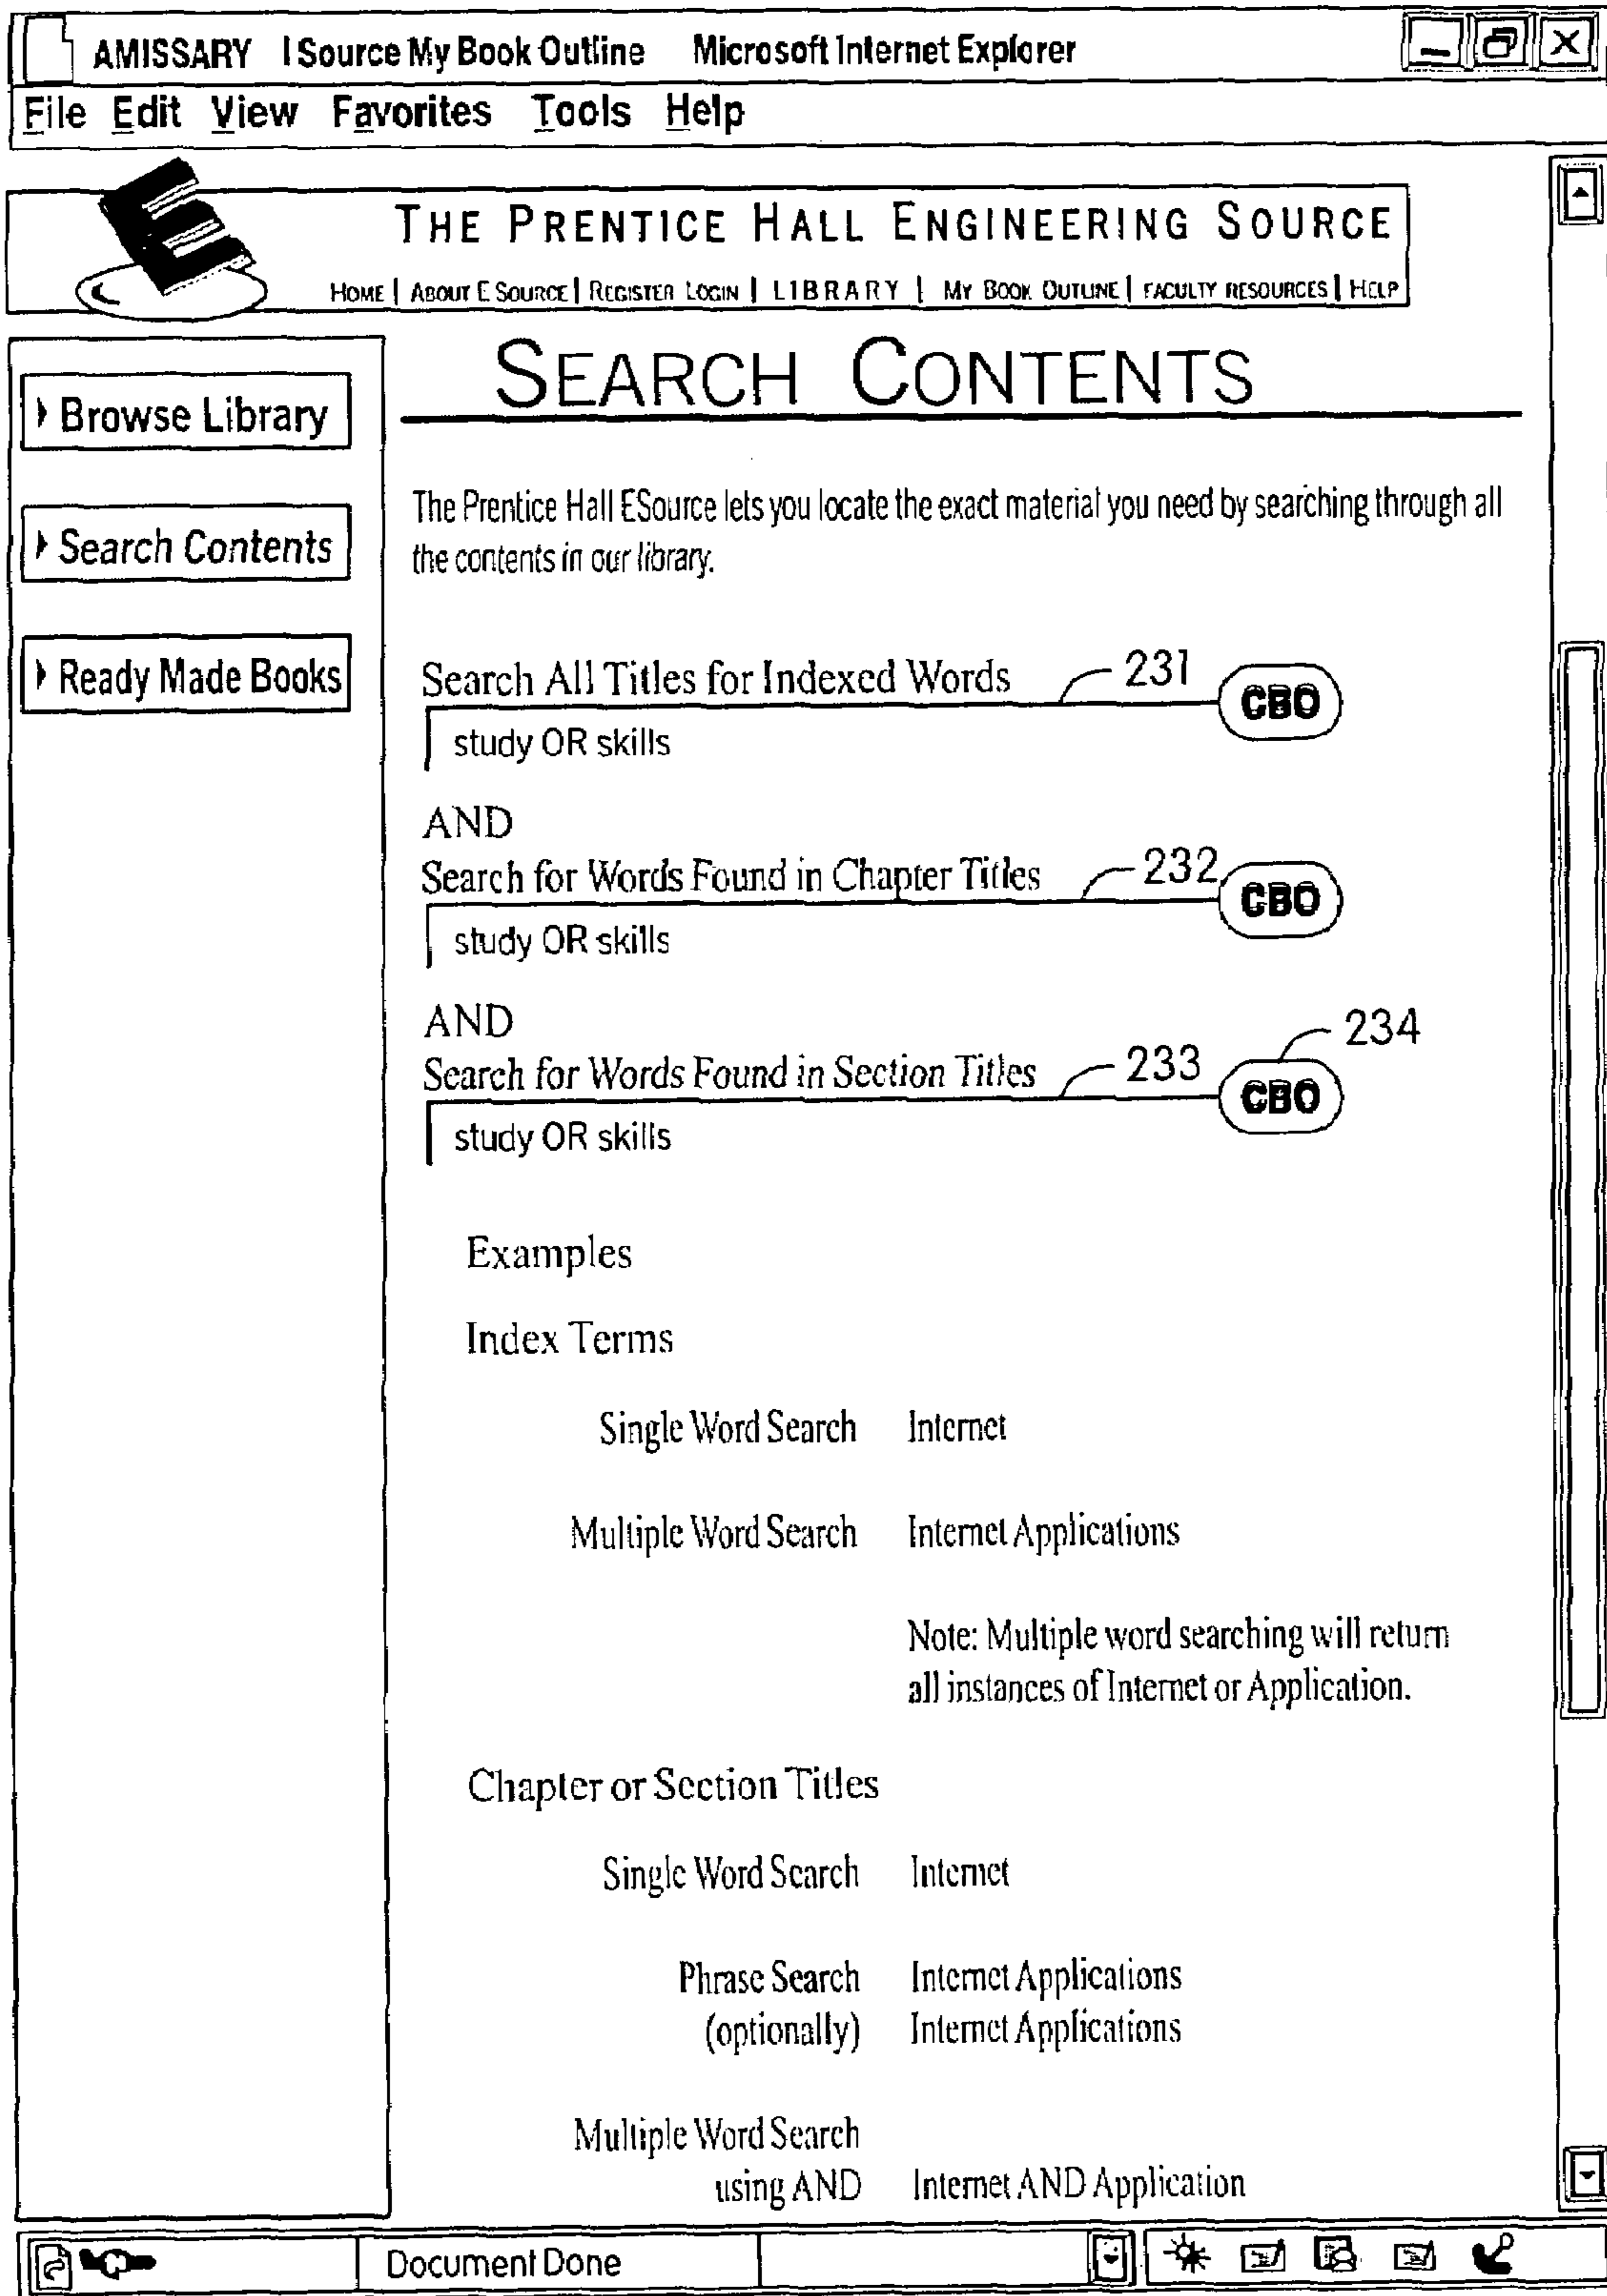 AMISSARY I Source My Book Outline Microsoft Internet Explorer
File Edit View Favorites Tools Help
THE PRENTICE HALL ENGINEERING SOURCE
HOME | ABOUT E SOURCE | REGISTER LOGIN | LIBRARY | MY BOOK OUTLINE | FACULTY RESOURCES | HELP
Browse Library
Search Contents
Ready Made Books
SEARCH CONTENTS
The Prentice Hall ESource lets you locate the exact material you need by searching through all
the contents in our library.
Search All Titles for Indexed Words 231 CBO
study OR skills
AND
Search for Words Found in Chapter Titles 232 CBO
study OR skills
AND
234
Search for Words Found in Section Titles 233 CBO
study OR skills
Examples
Index Terms
Single Word Search Internet
Multiple Word Search Internet Applications
Note: Multiple word searching will return
all instances of Internet or Application.
Chapter or Section Titles
Single Word Search Internet
Phrase Search Internet Applications
(optionally) Internet Applications
Multiple Word Search
using AND Internet AND Application
Document Done